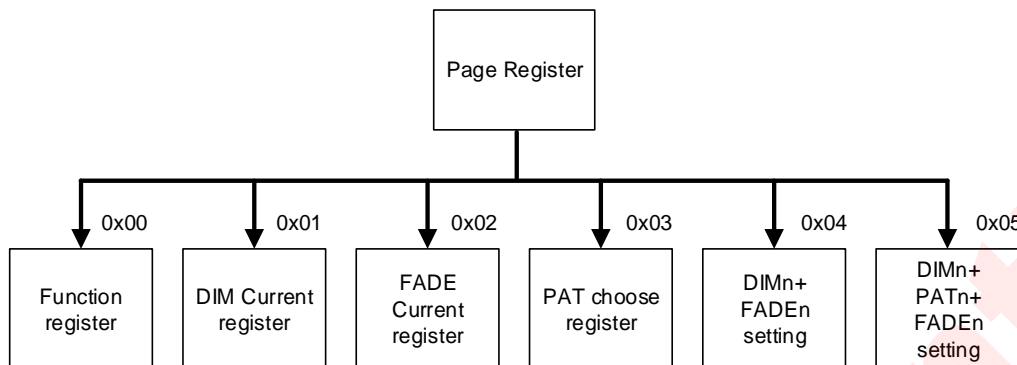 Page Register
0x00
0x01
0x02
0x03
0x04
0x05
Function
register
DIM Current
register
FADE
Current
register
PAT choose
register
DIMn+
FADEn
setting
DIMn+
PATn+
FADEn
setting